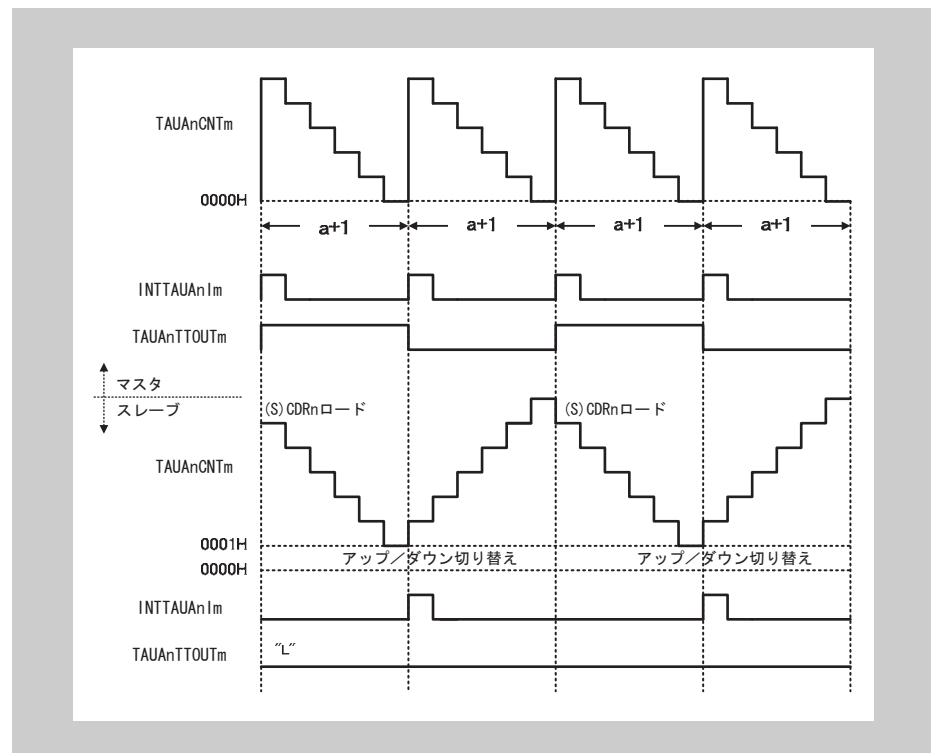 TAUAnCNTm
0000H
a+1 a+1 a+1 a+1
INTTAUAnIm
TAUAnTTOUTm
マスタ
スレーブ
(S)CDRnロード (S)CDRnロード
TAUAnCNTm
0001H
アップ／ダウン切り替え アップ／ダウン切り替え
0000H
INTTAUAnIm
"L"
TAUAnTTOUTm